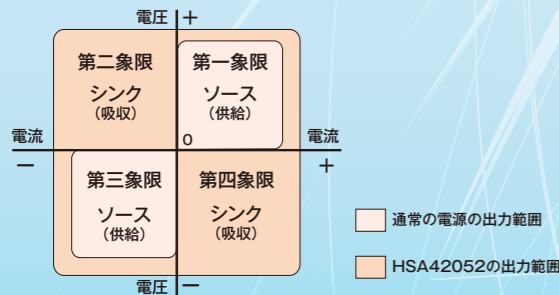 電圧 +
第二象限
シンク
（吸収）
第一象限
ソース
（供給）
電流
−
0
電流
+
第三象限
ソース
（供給）
第四象限
シンク
（吸収）
電圧 −
通常の電源の出力範囲
HSA42052の出力範囲